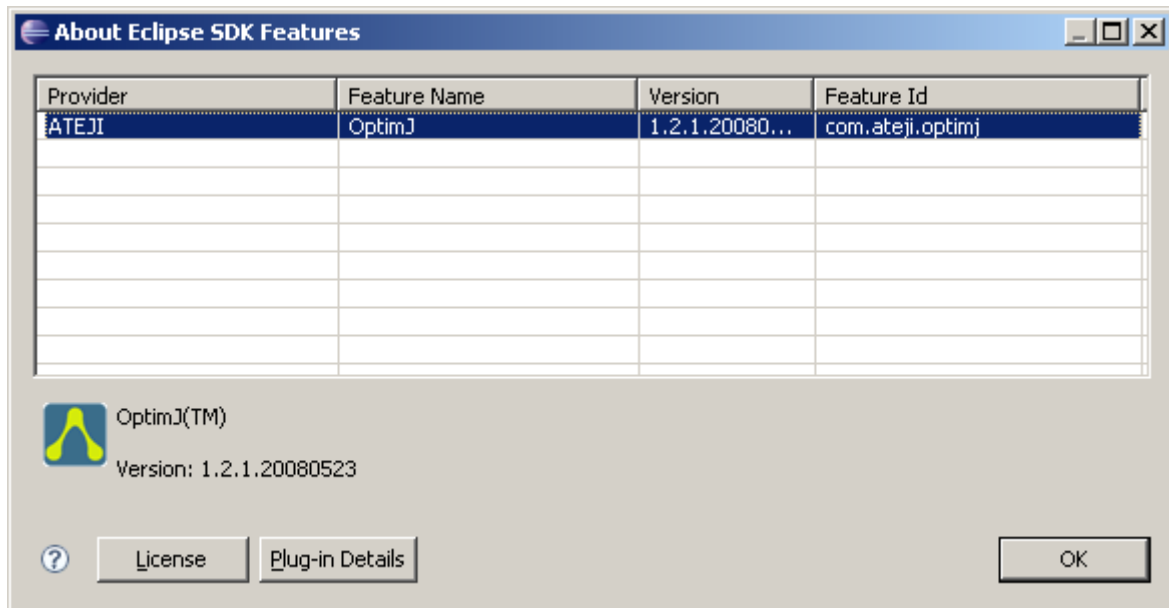 About Eclipse SDK Features
Provider Feature Name Version Feature Id
ATEJI OptimJ 1.2.1.20080... com.ateji.optimj
OptimJ(TM)
Version: 1.2.1.20080523
? License Plug-in Details OK